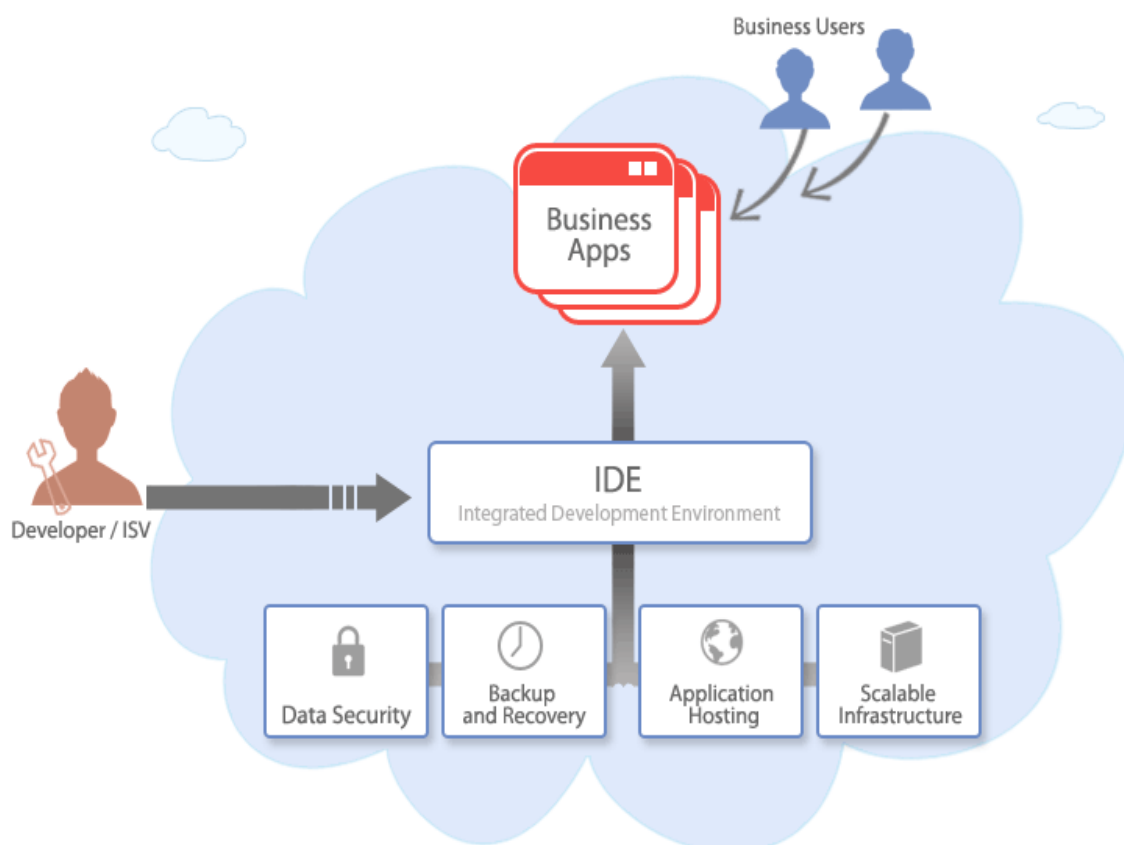 Business Users
Business
Apps
IDE
Integrated Development Environment
Developer / ISV
Data Security
Backup
and Recovery
Application
Hosting
Scalable
Infrastructure